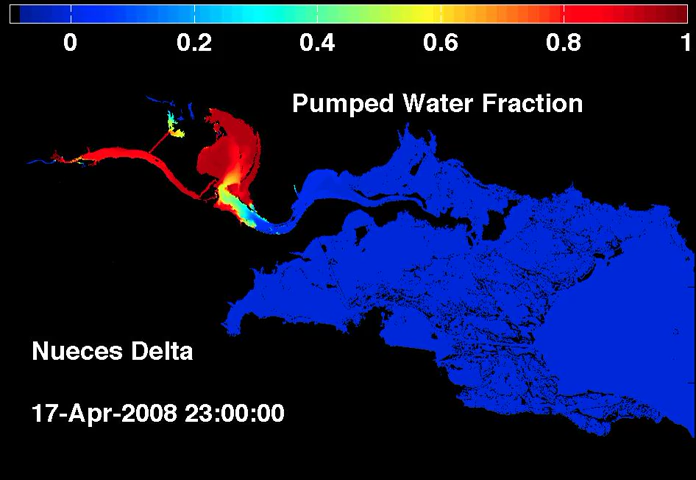 0 0.2 0.4 0.6 0.8 1
Pumped Water Fraction
Nueces Delta
17-Apr-2008 23:00:00